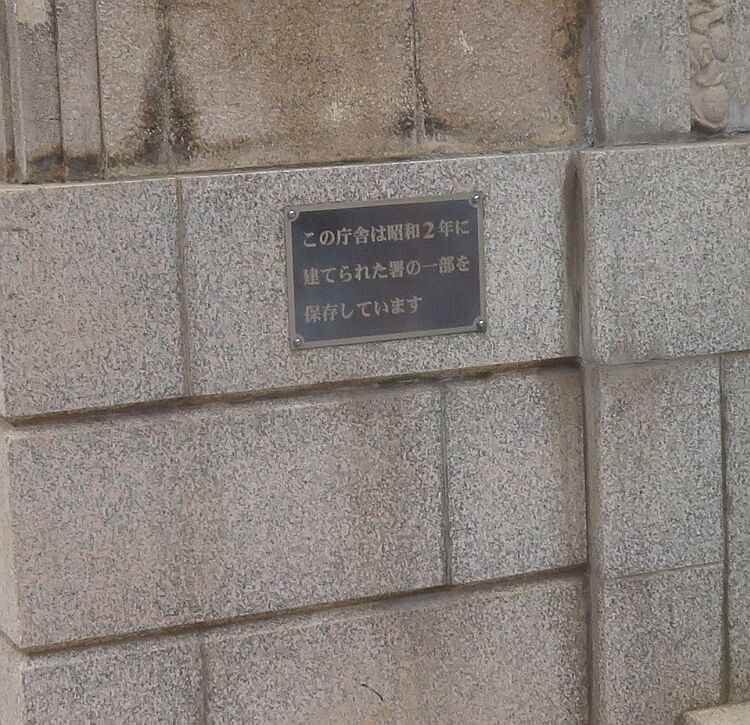 この庁舎は昭和2年に
建てられた署の一部を
保存しています